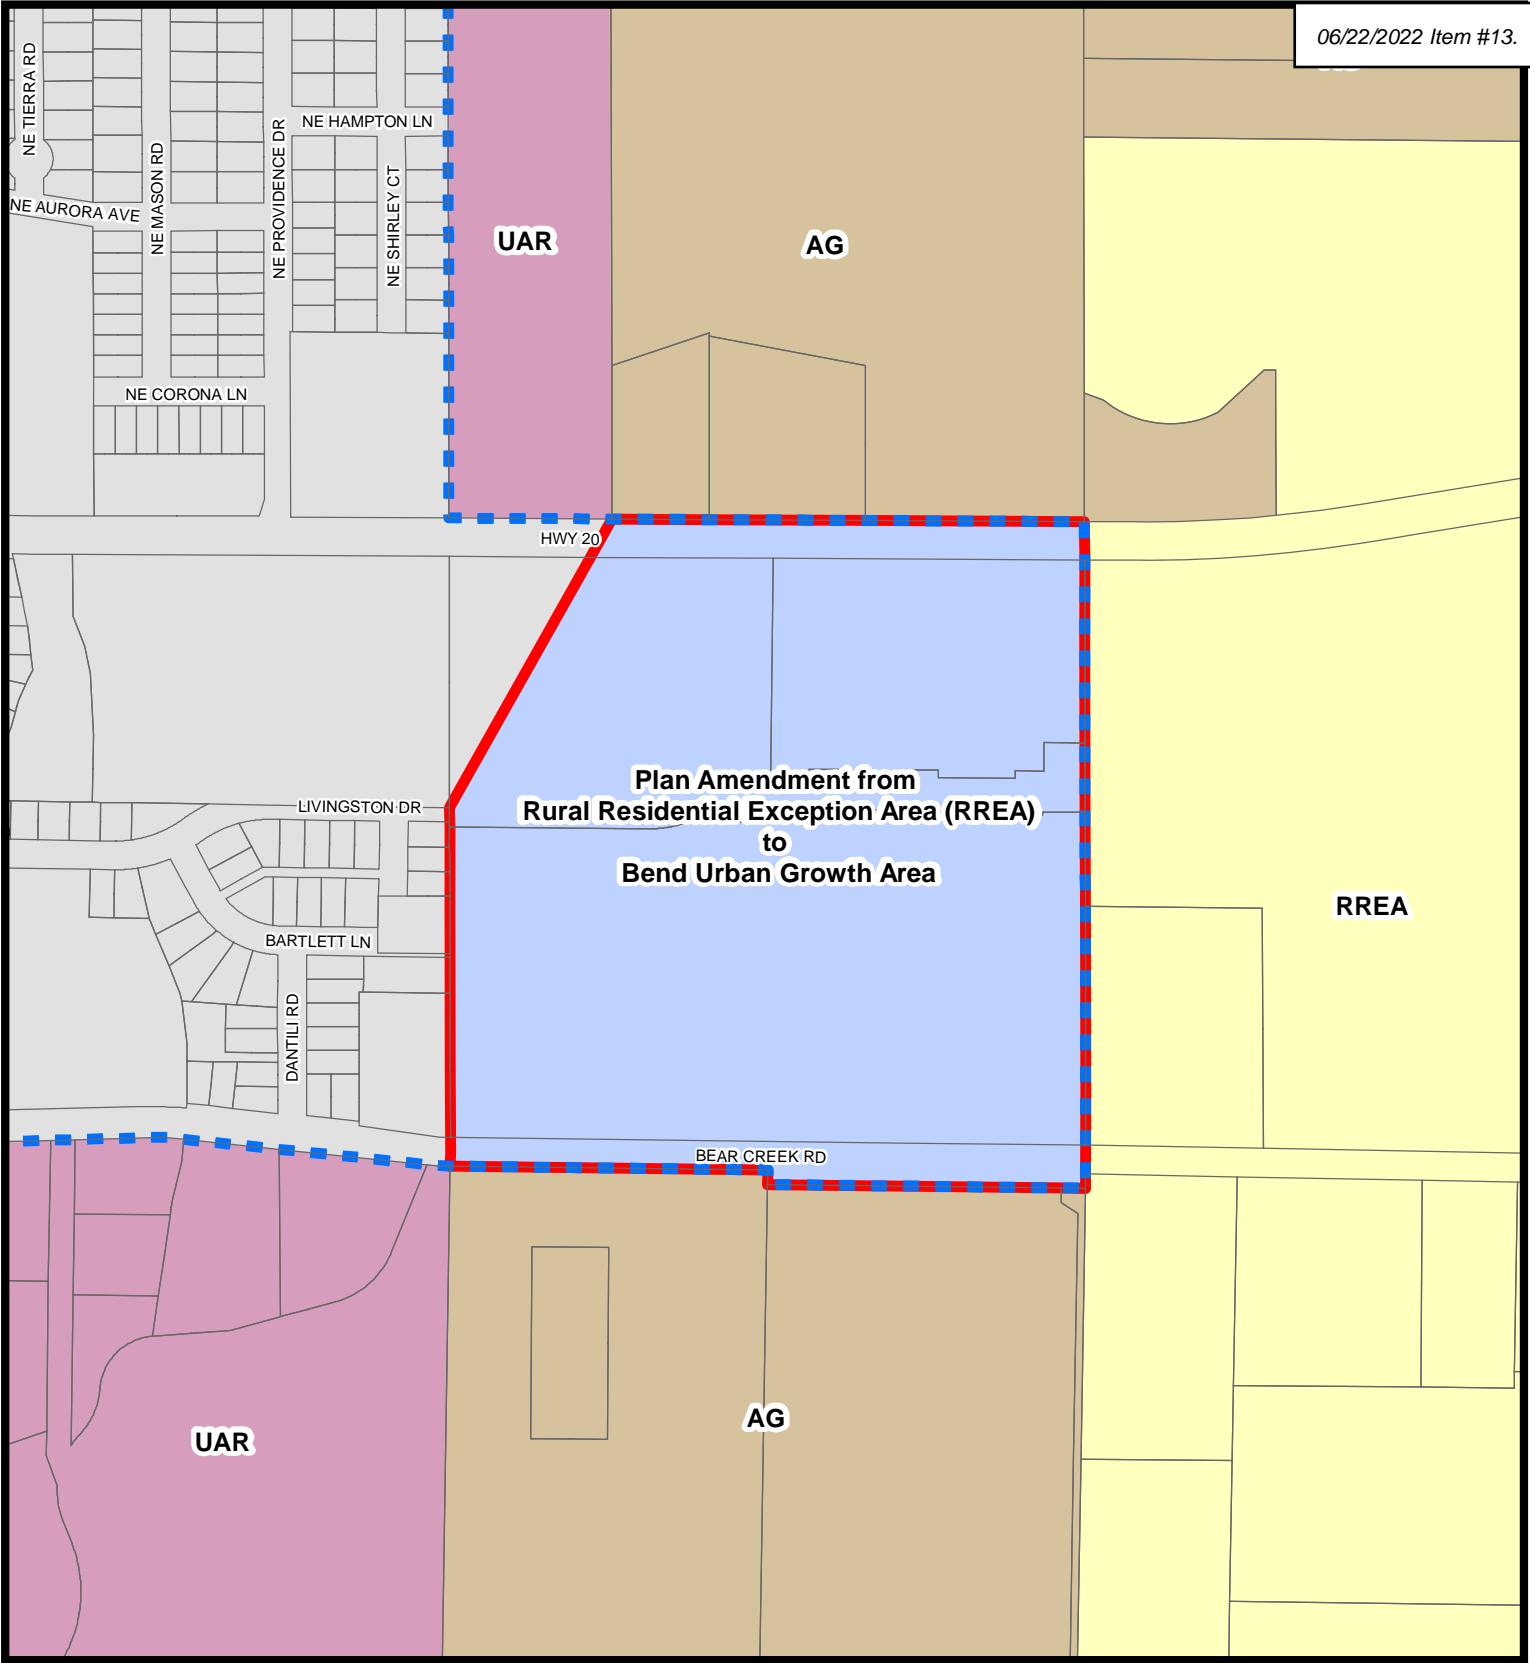 06/22/2022 Item #13.
NE TIERRA RD
NE HAMPTON LN
NE PROVIDENCE DR
NE MASON RD
NE SHIRLEY CT
NE AURORA AVE
UAR
AG
NE CORONA LN
HWY 20
Plan Amendment from
Rural Residential Exception Area (RREA)
to
Bend Urban Growth Area
LIVINGSTON DR
RREA
BARTLETT LN
DANTILI RD
BEAR CREEK RD
AG
UAR